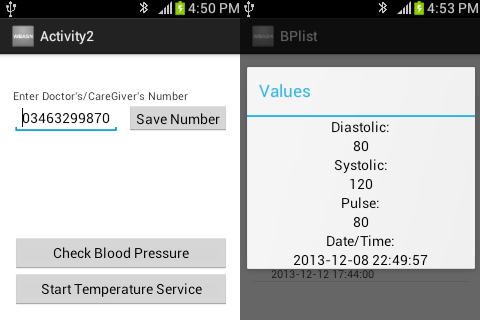 4:50 PM
WBASN
Activity2
Enter Doctor's/CareGiver's Number
03463299870
Save Number
Check Blood Pressure
Start Temperature Service
4:53 PM
WBASN
BPlist
Values
Diastolic:
80
Systolic:
120
Pulse:
80
Date/Time:
2013-12-08 22:49:57
2013-12-12 17:44:00